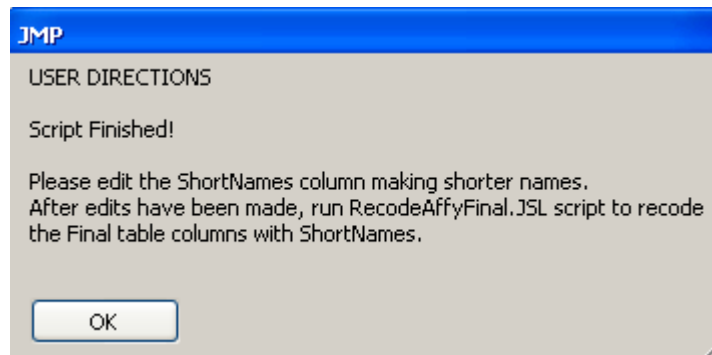 JMP
USER DIRECTIONS
Script Finished!
Please edit the ShortNames column making shorter names.
After edits have been made, run RecodeAffyFinal.JSL script to recode
the Final table columns with ShortNames.
OK